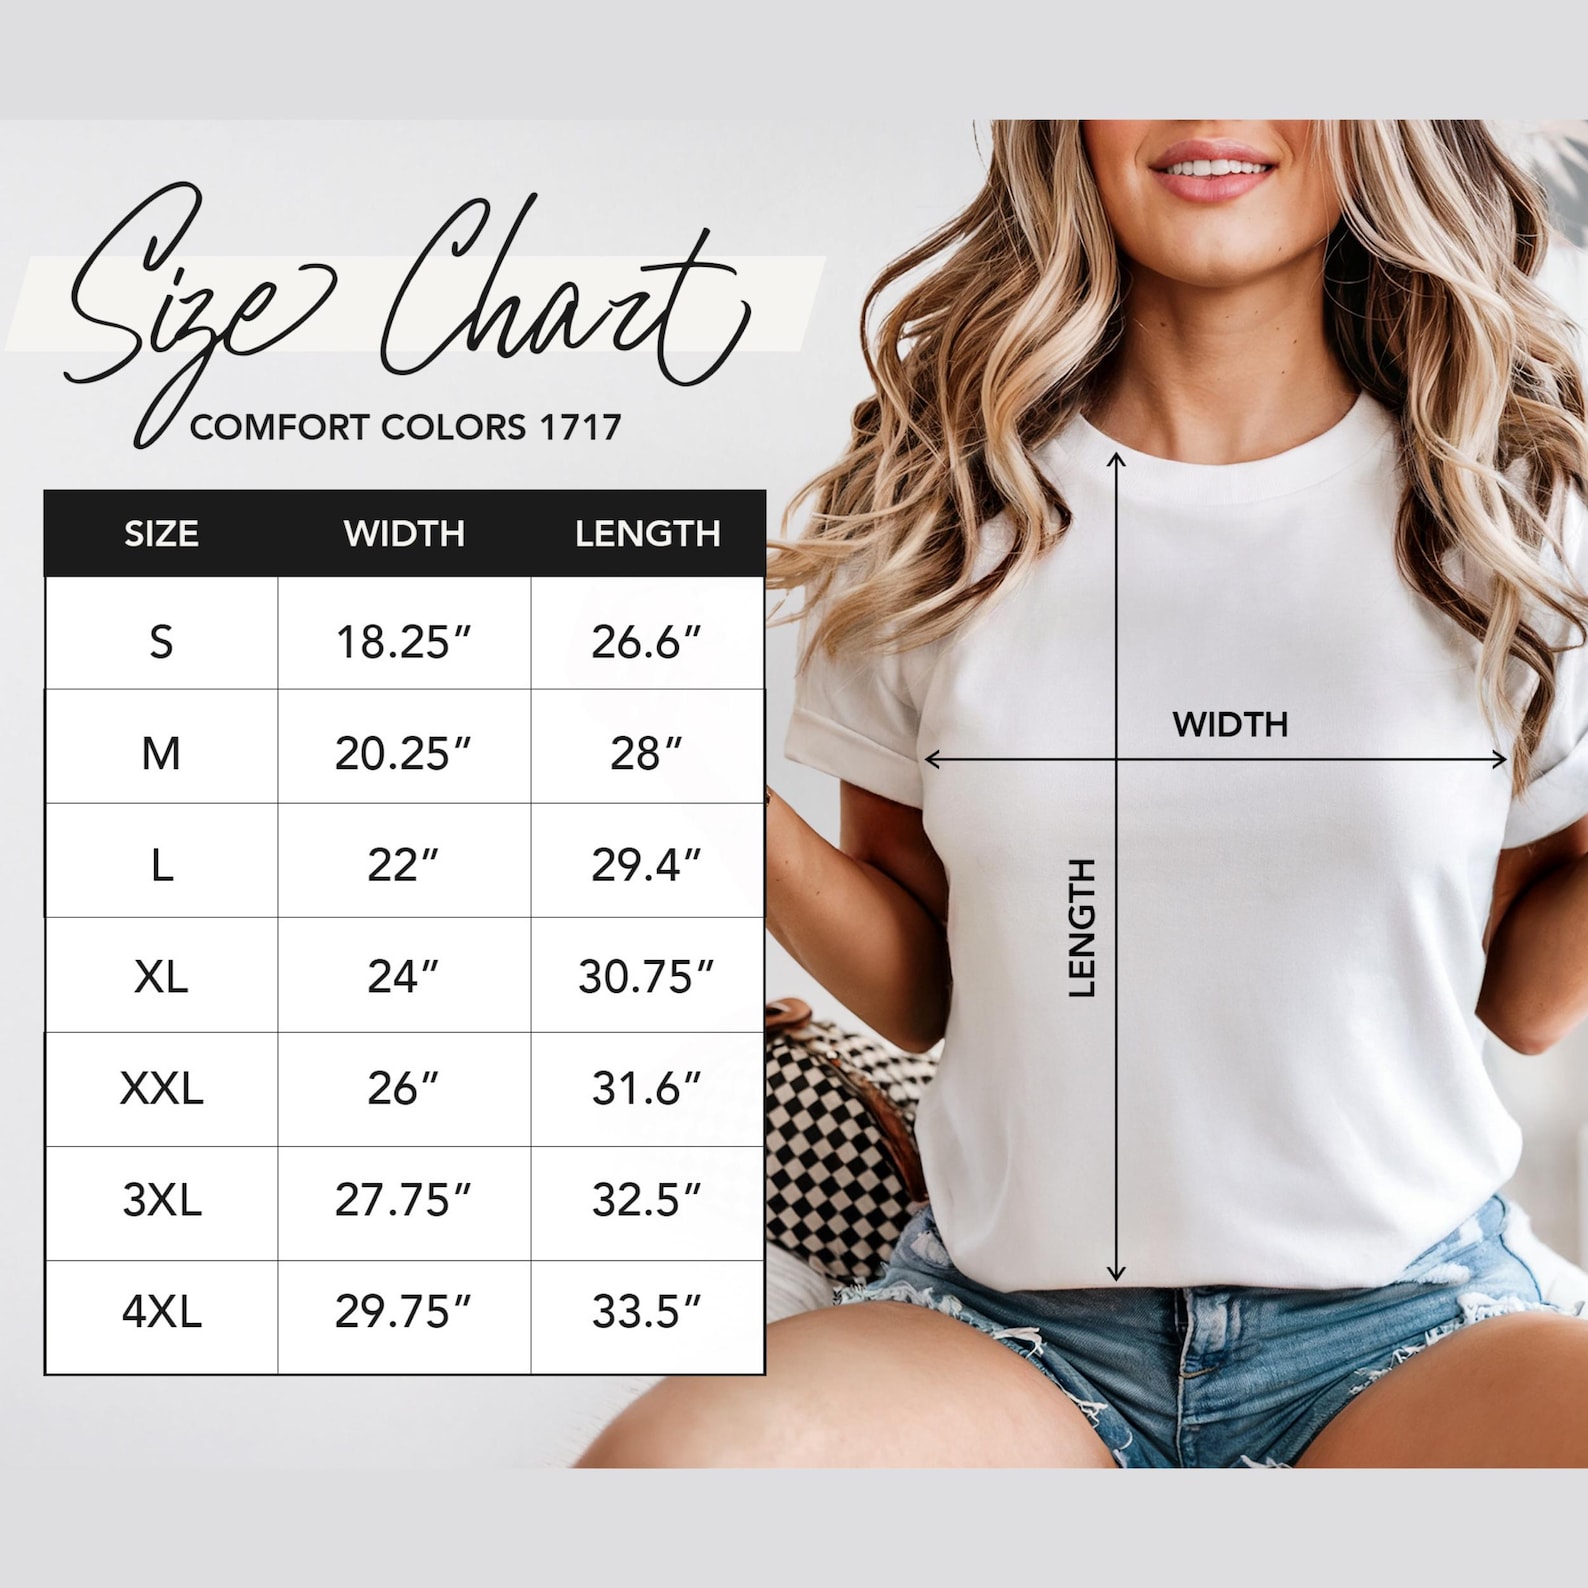 Size Chart
COMFORT COLORS 1717
SIZE WIDTH LENGTH
S 18.25” 26.6”
M 20.25” 28”
L 22” 29.4”
XL 24” 30.75”
XXL 26” 31.6”
3XL 27.75” 32.5”
4XL 29.75” 33.5”
WIDTH
LENGTH